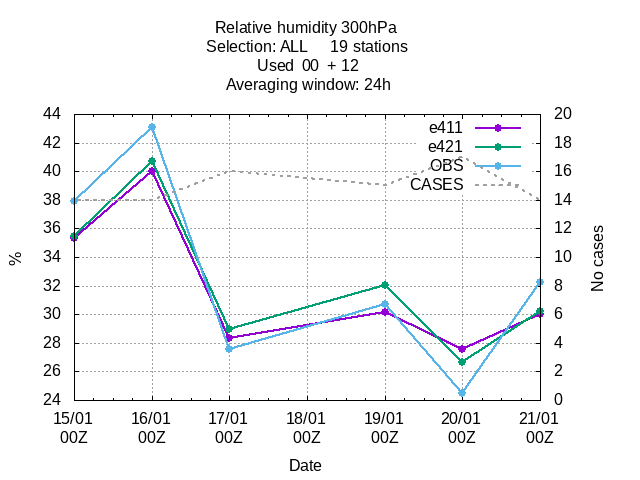 Relative humidity 300hPa
Selection: ALL     19 stations
Used  00  + 12
Averaging window: 24h
44
42
40
38
36
34
32
30
28
26
24
%
20
18
16
14
12
10
8
6
4
2
0
No cases
e411
e421
OBS
CASES
15/01 16/01 17/01 18/01 19/01 20/01 21/01
00Z 00Z 00Z 00Z 00Z 00Z 00Z
Date